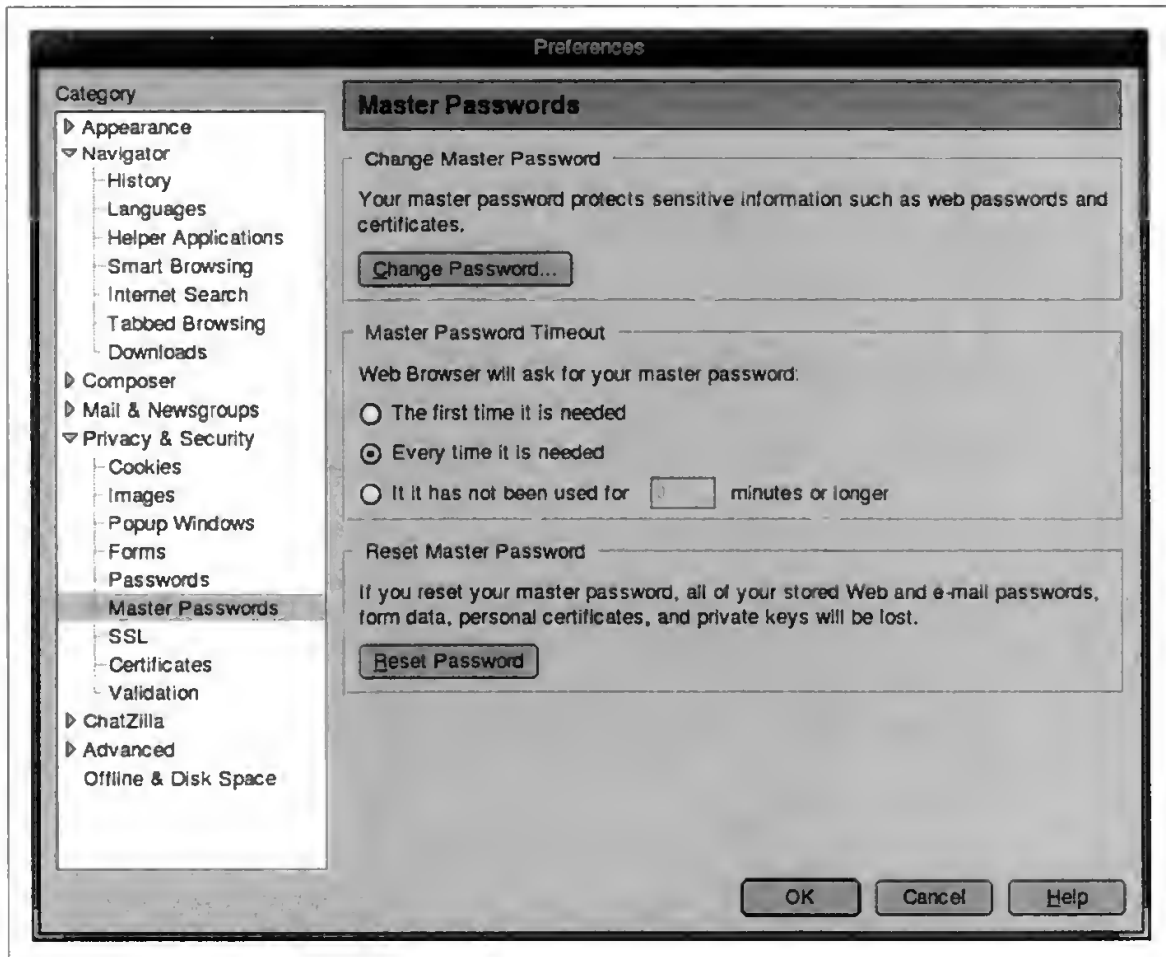 Preferences
Category
Appearance
Navigator
History
Languages
Helper Applications
Smart Browsing
Internet Search
Tabbed Browsing
Downloads
Composer
Mail & Newsgroups
Privacy & Security
Cookies
Images
Popup Windows
Forms
Passwords
Master Passwords
SSL
Certificates
Validation
ChatZilla
Advanced
Offline & Disk Space
Master Passwords
Change Master Password
Your master password protects sensitive information such as web passwords and
certificates.
Change Password...
Master Password Timeout
Web Browser will ask for your master password:
The first time it is needed
Every time it is needed
It it has not been used for minutes or longer
Reset Master Password
If you reset your master password, all of your stored Web and e-mail passwords,
form data, personal certificates, and private keys will be lost.
Reset Password
OK Cancel Help